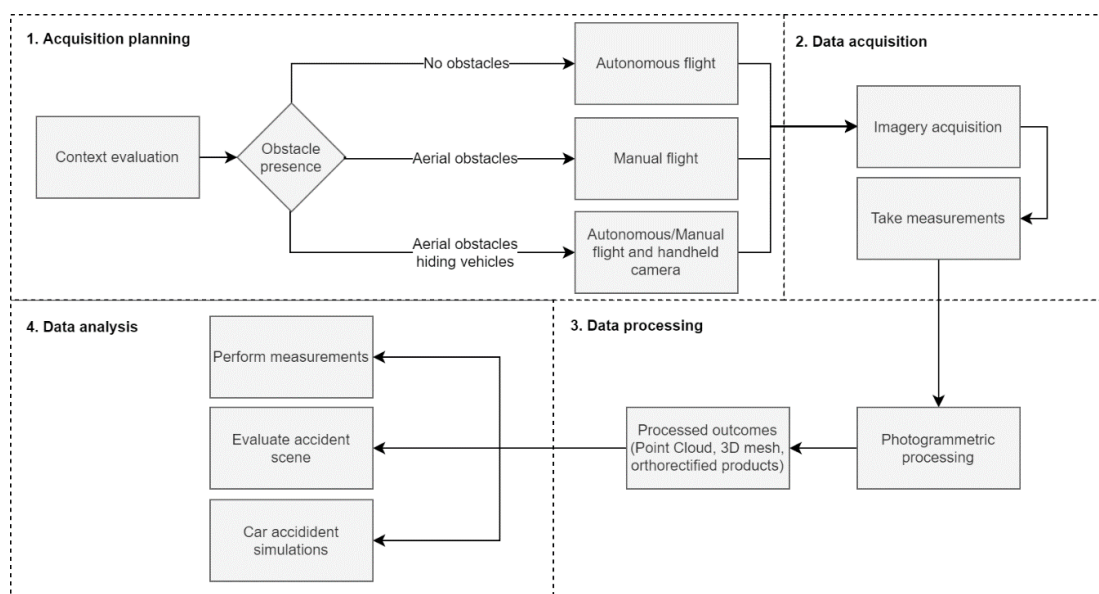 1. Acquisition planning
Context evaluation
Obstacle
presence
No obstacles
Aerial obstacles
Aerial obstacles
hiding vehicles
Autonomous flight
Manual flight
Autonomous/Manual
flight and handheld
camera
2. Data acquisition
Imagery acquisition
Take measurements
3. Data processing
Photogrammetric
processing
Processed outcomes
(Point Cloud, 3D mesh,
orthorectified products)
4. Data analysis
Perform measurements
Evaluate accident
scene
Car accidident
simulations